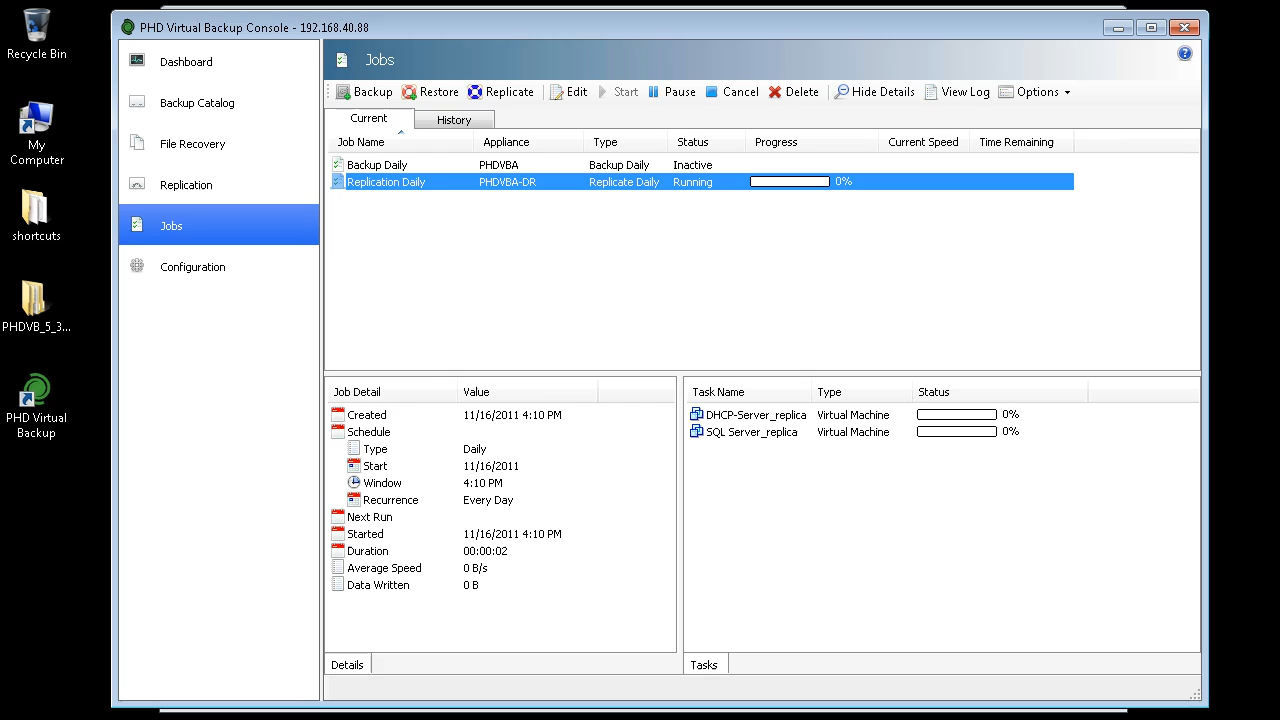 Recycle Bin
My
Computer
shortcuts
PHDVB_5_3...
PHD Virtual
Backup
PHD Virtual Backup Console - 192.168.40.88
Dashboard
Backup Catalog
File Recovery
Replication
Jobs
Configuration
Jobs
Backup Restore Replicate Edit Start Pause Cancel Delete Hide Details View Log Options
Current History
Job Name Appliance Type Status Progress Current Speed Time Remaining
Backup Daily PHDVBA Backup Daily Inactive
Replication Daily PHDVBA-DR Replicate Daily Running 0%
Job Detail Value
Created 11/16/2011 4:10 PM
Schedule
Type Daily
Start 11/16/2011
Window 4:10 PM
Recurrence Every Day
Next Run
Started 11/16/2011 4:10 PM
Duration 00:00:02
Average Speed 0 B/s
Data Written 0 B
Details
Task Name Type Status
DHCP-Server_replica Virtual Machine 0%
SQL Server_replica Virtual Machine 0%
Tasks